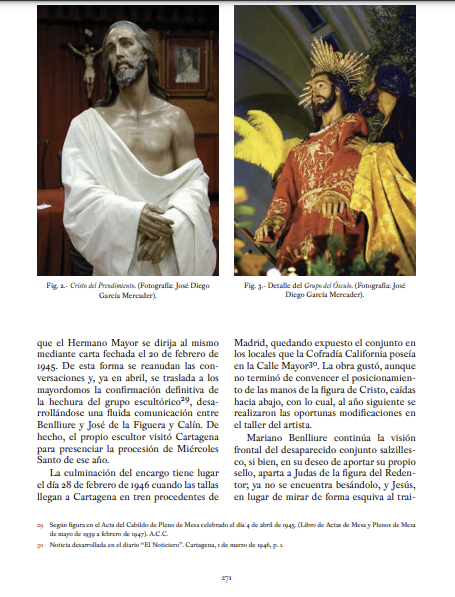 Fig. 2.- Cristo del Prendimiento. (Fotografía: José Diego
García Mercader).
Fig. 3.- Detalle del Grupo del Ósculo. (Fotografía: José
Diego García Mercader).
que el Hermano Mayor se dirija al mismo
mediante carta fechada el 20 de febrero de
1945. De esta forma se reanudan las con-
versaciones y, ya en abril, se traslada a los
mayordomos la confirmación definitiva de
la hechura del grupo escultórico29, desa-
rrollándose una fluida comunicación entre
Benlliure y José de la Figuera y Calín. De
hecho, el propio escultor visitó Cartagena
para presenciar la procesión de Miércoles
Santo de ese año.
La culminación del encargo tiene lugar
el día 28 de febrero de 1946 cuando las tallas
llegan a Cartagena en tren procedentes de
Madrid, quedando expuesto el conjunto en
los locales que la Cofradía California poseía
en la Calle Mayor30. La obra gustó, aunque
no terminó de convencer el posicionamien-
to de las manos de la figura de Cristo, caídas
hacia abajo, con lo cual, al año siguiente se
realizaron las oportunas modificaciones en
el taller del artista.
Mariano Benlliure continúa la visión
frontal del desaparecido conjunto salzilles-
co, si bien, en su deseo de aportar su propio
sello, aparta a Judas de la figura del Reden-
tor; ya no se encuentra besándolo, y Jesús,
en lugar de mirar de forma esquiva al trai-
29 Según figura en el Acta del Cabildo de Pleno de Mesa celebrado el día 4 de abril de 1945. (Libro de Actas de Mesa y Plenos de Mesa
de mayo de 1939 a febrero de 1947). A.C.C.
30 Noticia desarrollada en el diario “El Noticiero”. Cartagena, 1 de marzo de 1946, p. 1.
271